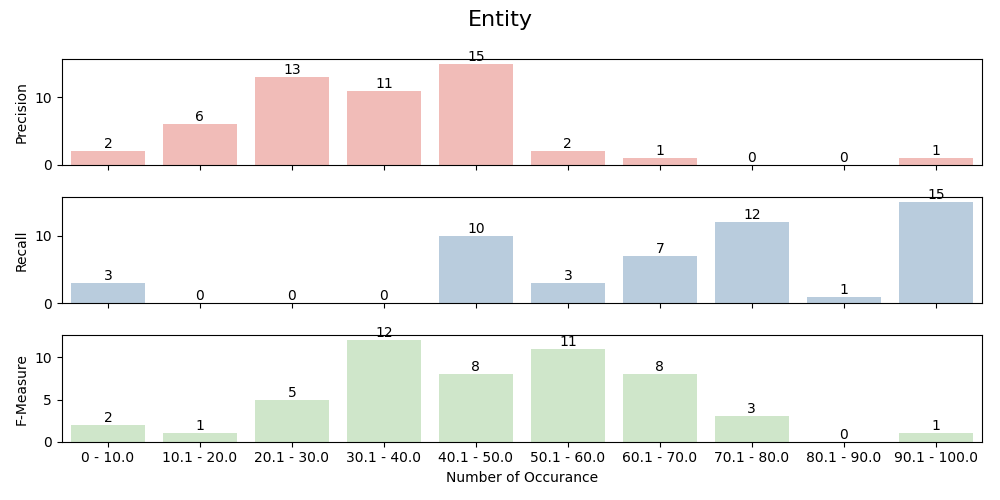 Entity
Precision
10
0
2
6
13
11
15
2
1
0
0
1
Recall
10
0
3
0
0
0
10
3
7
12
1
15
F-Measure
10
5
0
2
1
5
12
8
11
8
3
0
1
0 - 10.0
10.1 - 20.0
20.1 - 30.0
30.1 - 40.0
40.1 - 50.0
50.1 - 60.0
60.1 - 70.0
70.1 - 80.0
80.1 - 90.0
90.1 - 100.0
Number of Occurance